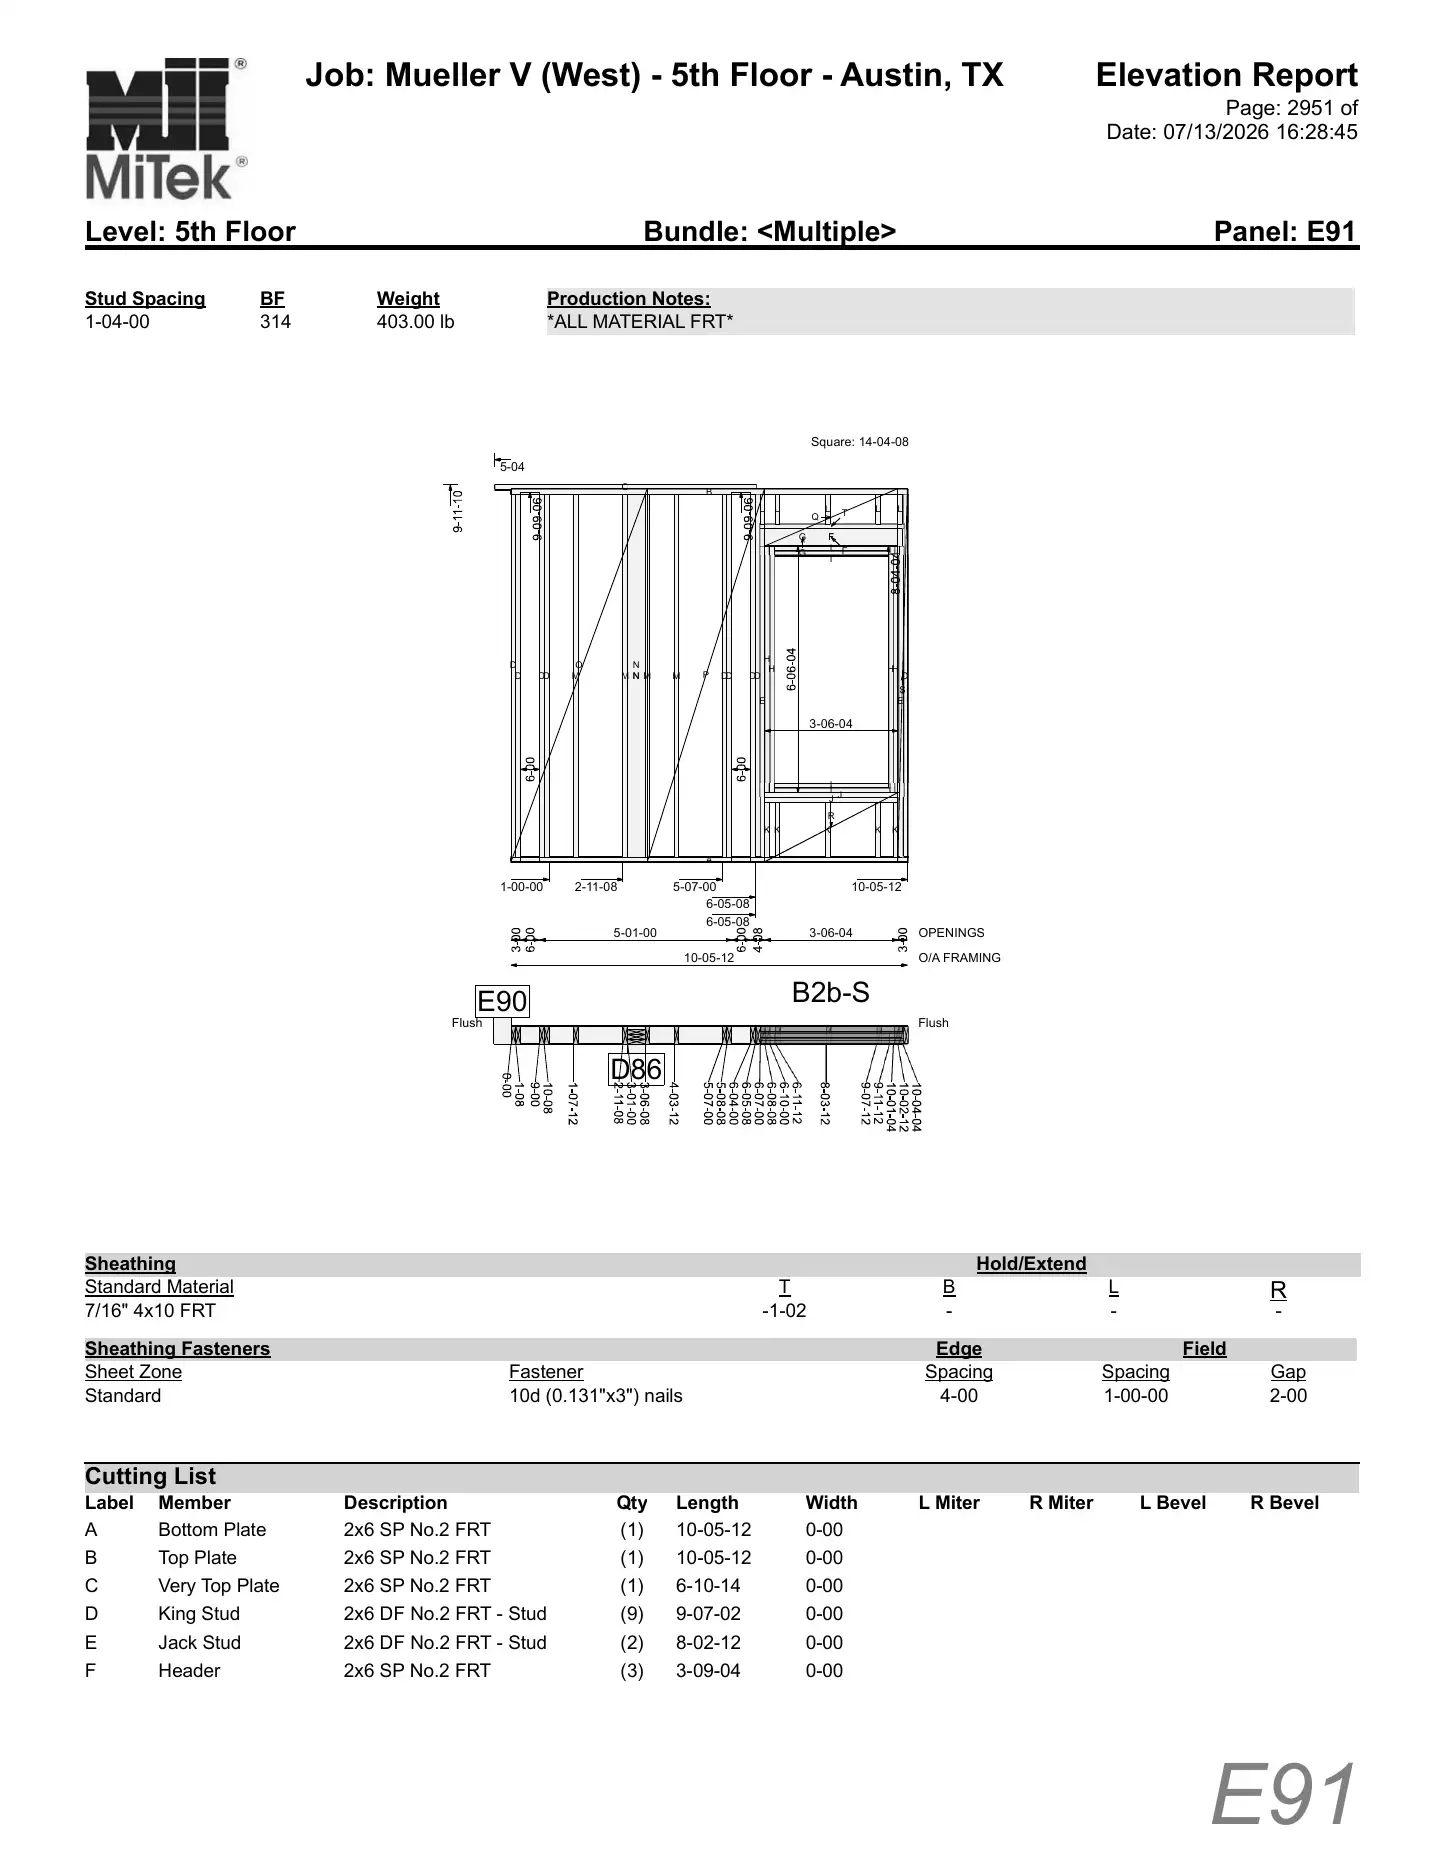 Job: Mueller V (West) - 5th Floor - Austin, TX
Elevation Report
Page: 2951 of
Date: 07/13/2026 16:28:45
MiTek®
Level: 5th Floor Bundle: <Multiple> Panel: E91
Stud Spacing BF Weight Production Notes:
1-04-00 314 403.00 lb *ALL MATERIAL FRT*
Square: 14-04-08
5-04
9-11-10
C
B
9-09-06
9-09-06
Q
T
F
8-04-04
D
O
N
H
D
M
N
M
P
H
6-06-04
S
E
3-06-04
6-00
6-00
J
R
K K K K K
A
1-00-00 2-11-08 5-07-00 10-05-12
6-05-08
6-05-08
3-00 6-00 5-01-00 6-00 4-08 3-06-04 3-00 OPENINGS
10-05-12 O/A FRAMING
E90
B2b-S
Flush
Flush
D86
0-00 1-08 9-00 10-08 1-07-12 2-11-08 3-01-00 3-06-08 4-03-12 5-07-00 5-08-08 6-04-00 6-05-08 6-07-00 6-08-08 6-10-00 6-11-12 8-03-12 9-07-12 9-11-12 10-01-04 10-02-12 10-04-04
Sheathing Hold/Extend
Standard Material T B L R
7/16" 4x10 FRT -1-02 - - -
Sheathing Fasteners Edge Field
Sheet Zone Fastener Spacing Spacing Gap
Standard 10d (0.131"x3") nails 4-00 1-00-00 2-00
Cutting List
Label Member Description Qty Length Width L Miter R Miter L Bevel R Bevel
A Bottom Plate 2x6 SP No.2 FRT (1) 10-05-12 0-00
B Top Plate 2x6 SP No.2 FRT (1) 10-05-12 0-00
C Very Top Plate 2x6 SP No.2 FRT (1) 6-10-14 0-00
D King Stud 2x6 DF No.2 FRT - Stud (9) 9-07-02 0-00
E Jack Stud 2x6 DF No.2 FRT - Stud (2) 8-02-12 0-00
F Header 2x6 SP No.2 FRT (3) 3-09-04 0-00
E91